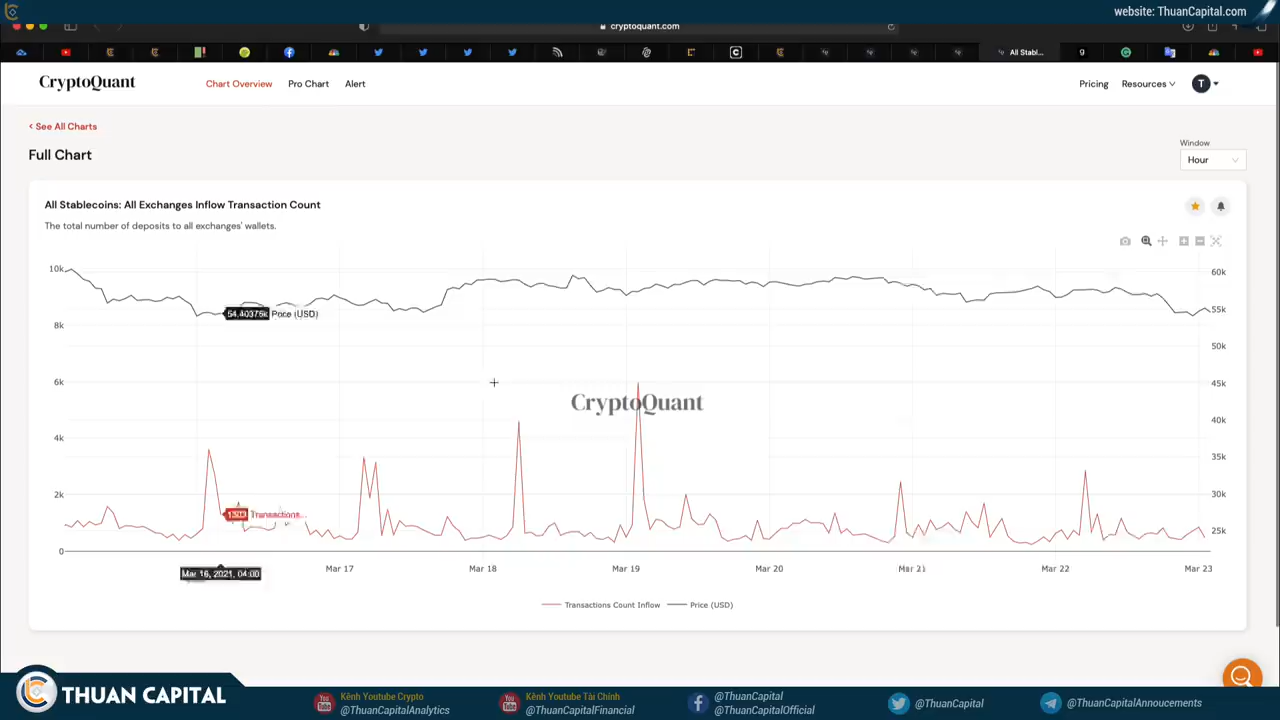 website: ThuanCapital.com
cryptoquant.com
All Stabl...
CryptoQuant
Chart Overview
Pro Chart
Alert
Pricing
Resources
T
< See All Charts
Full Chart
Window
Hour
All Stablecoins: All Exchanges Inflow Transaction Count
The total number of deposits to all exchanges' wallets.
10k
8k
6k
4k
2k
0
60k
55k
50k
45k
40k
35k
30k
25k
54.40375k Price (USD)
CryptoQuant
Transactions...
Mar 16, 2021, 04:00
Mar 17
Mar 18
Mar 19
Mar 20
Mar 21
Mar 22
Mar 23
Transactions Count Inflow
Price (USD)
THUAN CAPITAL
Kênh Youtube Crypto
@ThuanCapitalAnalytics
Kênh Youtube Tài Chính
@ThuanCapitalFinancial
@ThuanCapital
@ThuanCapitalOfficial
@ThuanCapital
@ThuanCapitalAnnoucements